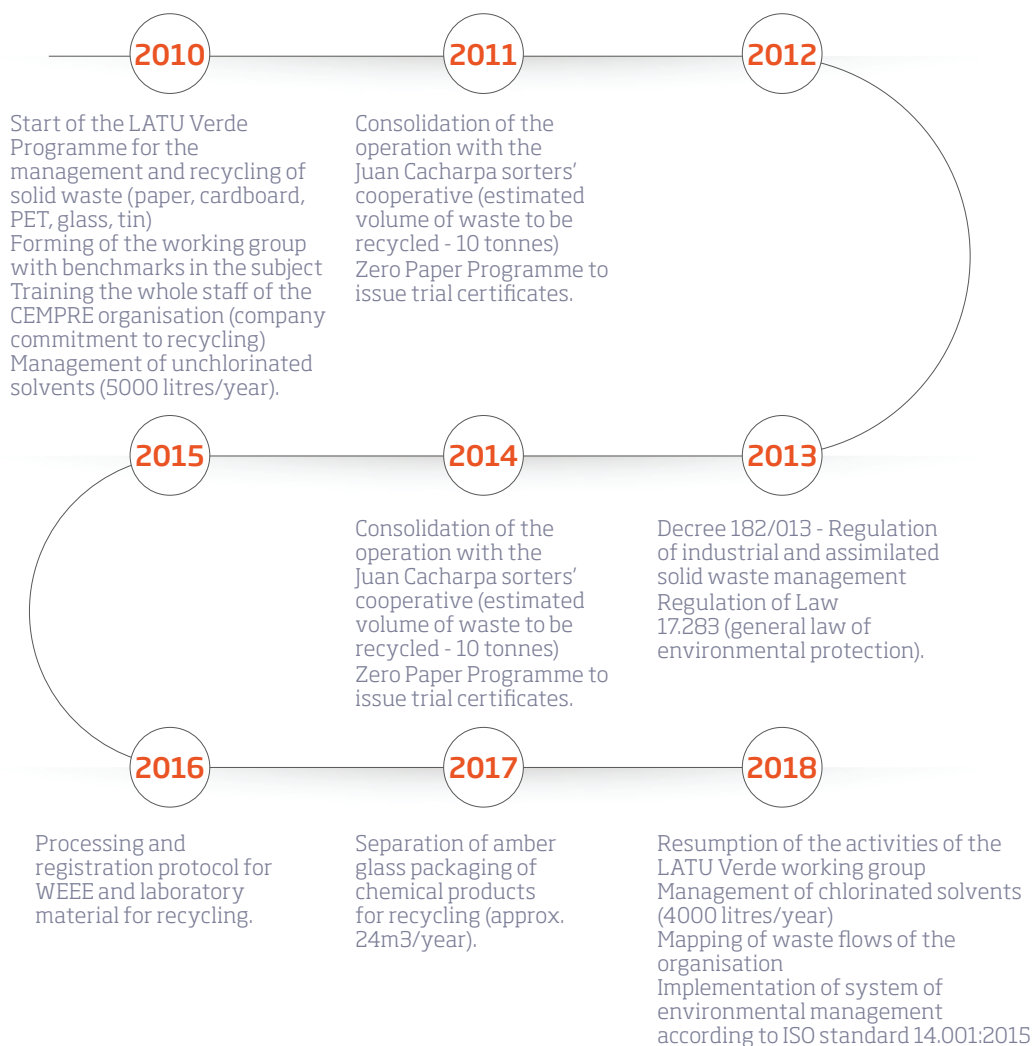 2010
2011
2012
Start of the LATU Verde
Programme for the
management and recycling of
solid waste (paper, cardboard,
PET, glass, tin)
Forming of the working group
with benchmarks in the subject
Training the whole staff of the
CEMPRE organisation (company
commitment to recycling)
Management of unchlorinated
solvents (5000 litres/year).
Consolidation of the
operation with the
Juan Cacharpa sorters’
cooperative (estimated
volume of waste to be
recycled - 10 tonnes)
Zero Paper Programme to
issue trial certificates.
2015
2014
2013
Consolidation of the
operation with the
Juan Cacharpa sorters’
cooperative (estimated
volume of waste to be
recycled - 10 tonnes)
Zero Paper Programme to
issue trial certificates.
Decree 182/013 - Regulation
of industrial and assimilated
solid waste management
Regulation of Law
17.283 (general law of
environmental protection).
2016
2017
2018
Processing and
registration protocol for
WEEE and laboratory
material for recycling.
Separation of amber
glass packaging of
chemical products
for recycling (approx.
24m3/year).
Resumption of the activities of the
LATU Verde working group
Management of chlorinated solvents
(4000 litres/year)
Mapping of waste flows of the
organisation
Implementation of system of
environmental management
according to ISO standard 14.001:2015